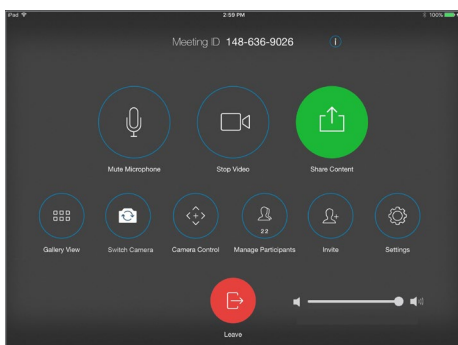 iPad 2:59 PM 100%
Meeting ID 148-636-9026 i
Mute Microphone Stop Video Share Content
22
Gallery View Switch Camera Camera Control Manage Participants Invite Settings
Leave